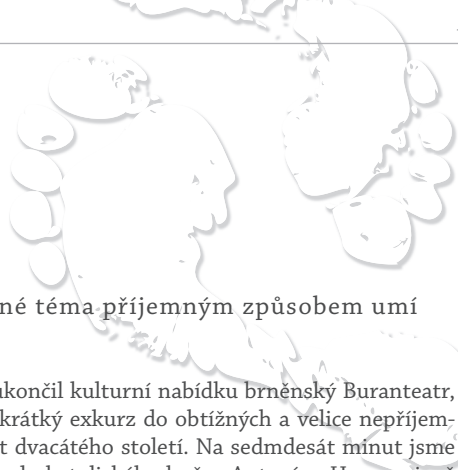 né téma příjemným způsobem umí
ukončil kulturní nabídku brněnský Buranteatr,
krátký exkurz do obtížných a velice nepříjem-
t dvacátého století. Na sedmdesát minut jsme